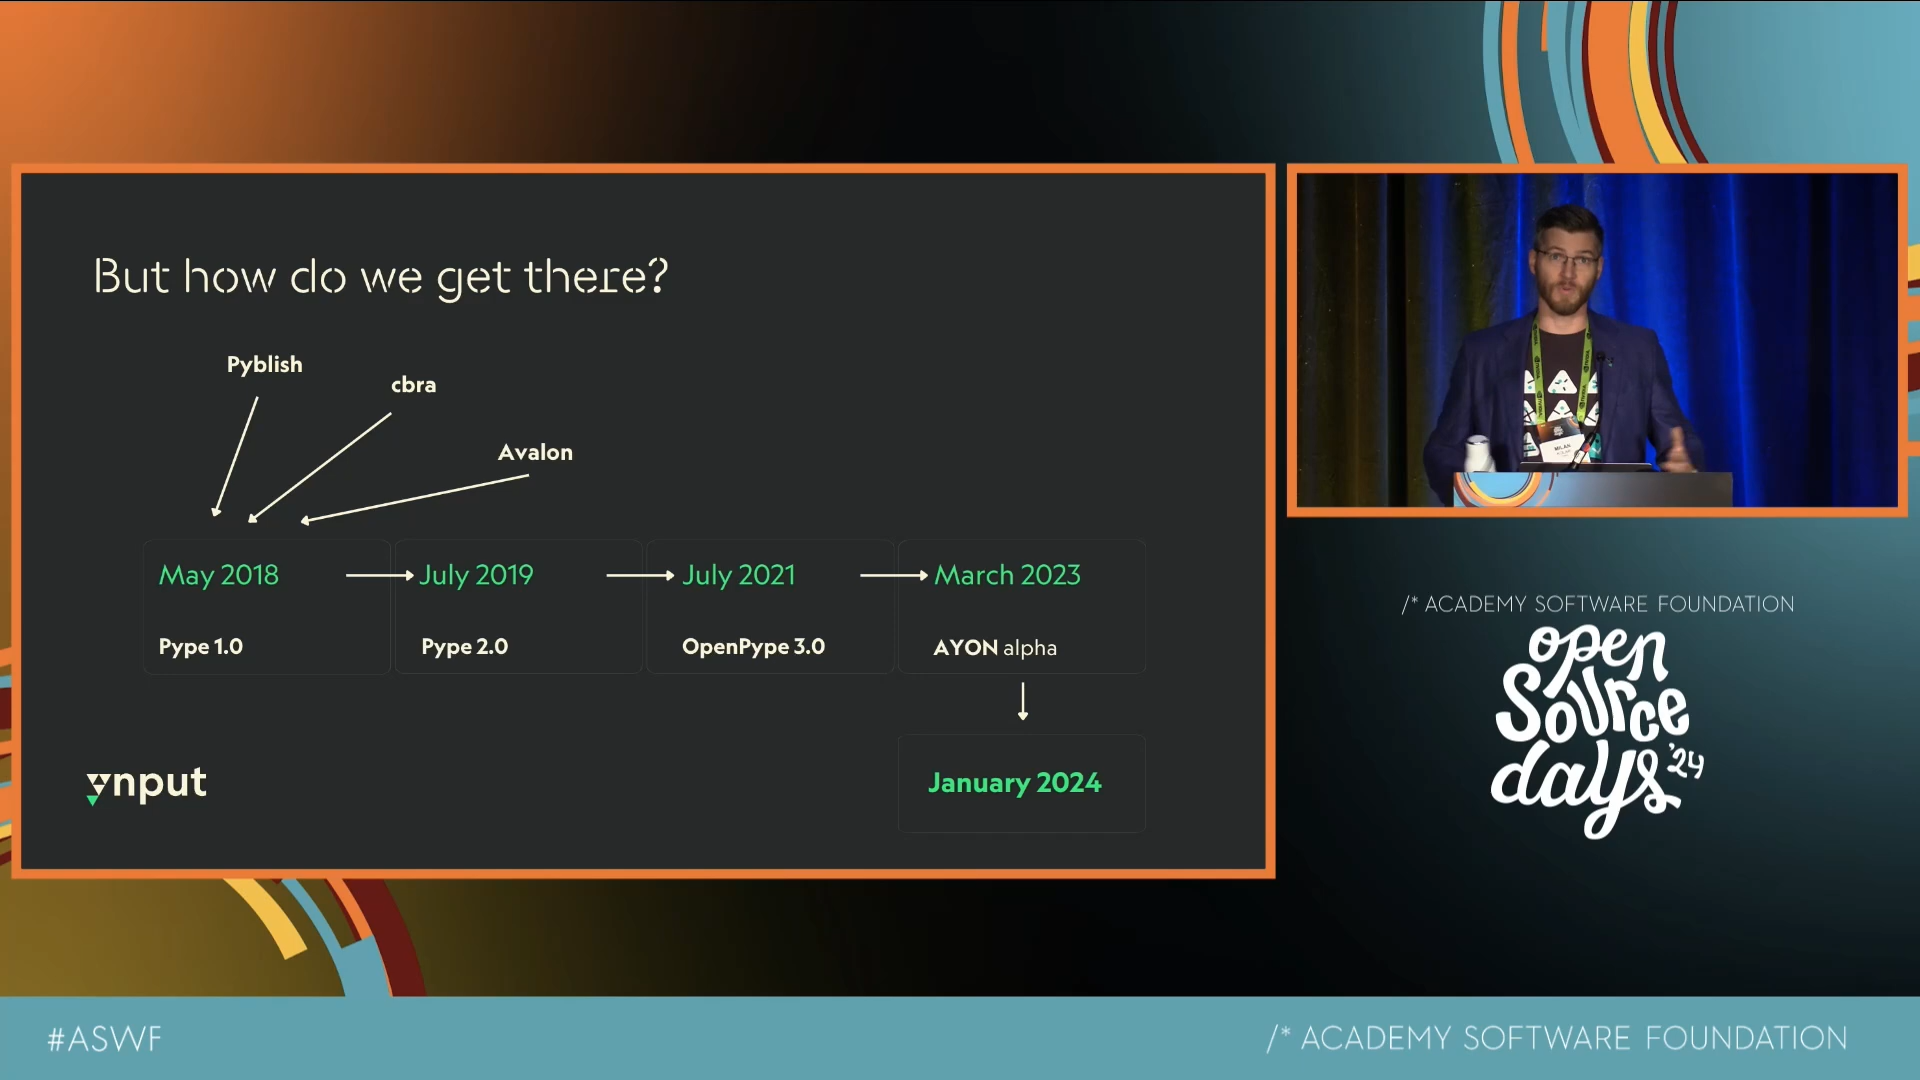 But how do we get there?
Pyblish
cbra
Avalon
May 2018
July 2019
July 2021
March 2023
Pype 1.0
Pype 2.0
OpenPype 3.0
AYON alpha
January 2024
ynput
MILAN
/* ACADEMY SOFTWARE FOUNDATION
open
Source
days '24
#ASWF
/* ACADEMY SOFTWARE FOUNDATION